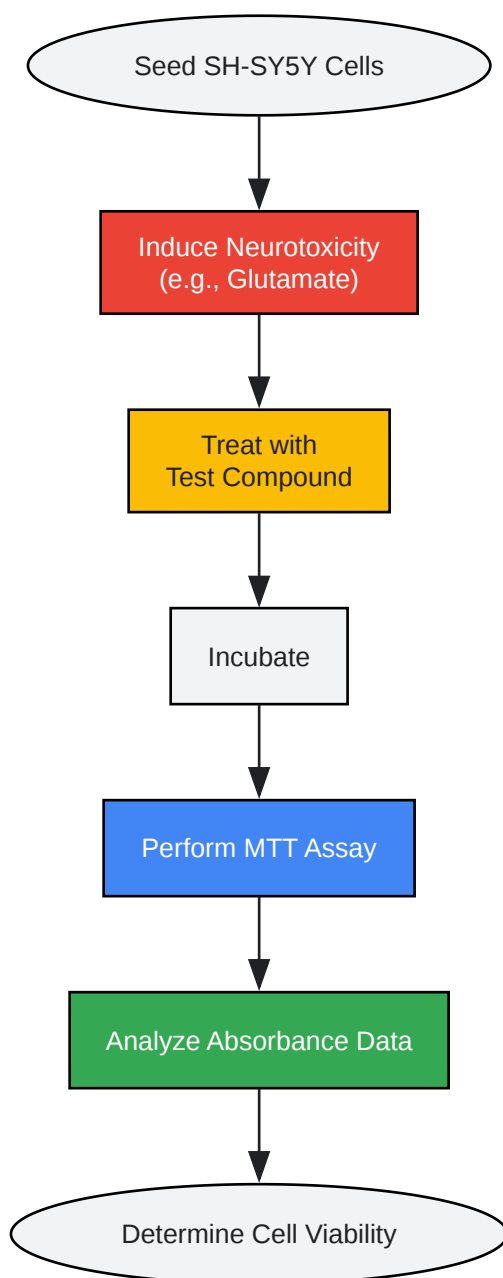 Seed SH-SY5Y Cells
Induce Neurotoxicity
(e.g., Glutamate)
Treat with
Test Compound
Incubate
Perform MTT Assay
Analyze Absorbance Data
Determine Cell Viability